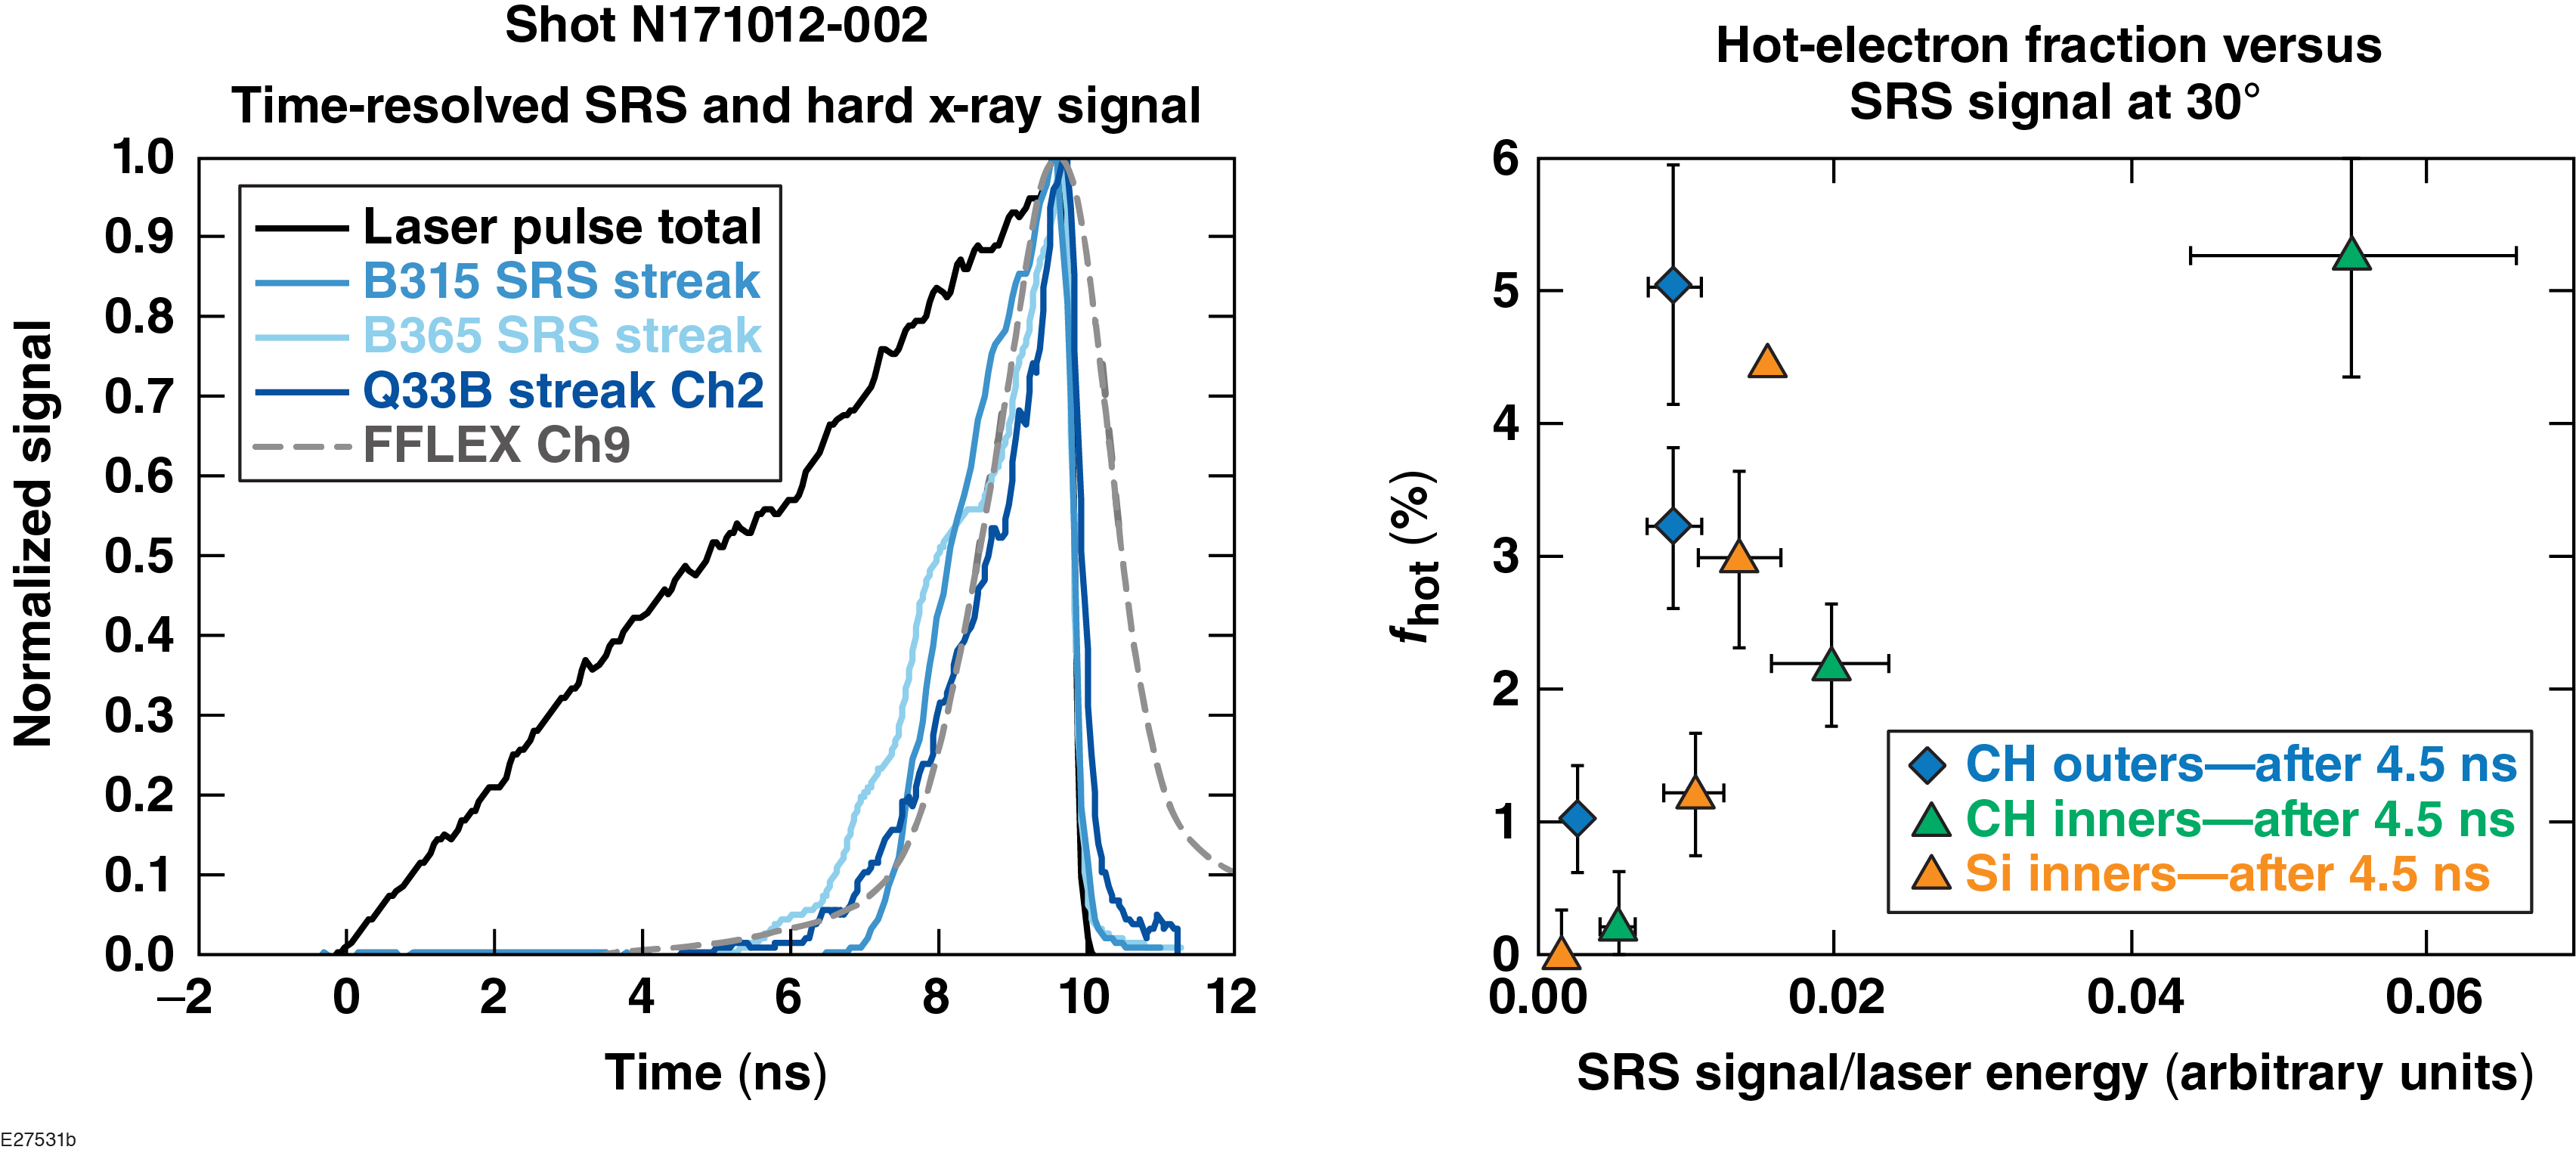 Shot N171012-002
Time-resolved SRS and hard x-ray signal
Normalized signal
1.0
0.9
0.8
0.7
0.6
0.5
0.4
0.3
0.2
0.1
0.0
Laser pulse total
B315 SRS streak
B365 SRS streak
Q33B streak Ch2
FFLEX Ch9
–2 0 2 4 6 8 10 12
Time (ns)
Hot-electron fraction versus
SRS signal at 30°
fhot (%)
6
5
4
3
2
1
0
CH outers—after 4.5 ns
CH inners—after 4.5 ns
Si inners—after 4.5 ns
0.00 0.02 0.04 0.06
SRS signal/laser energy (arbitrary units)
E27531b